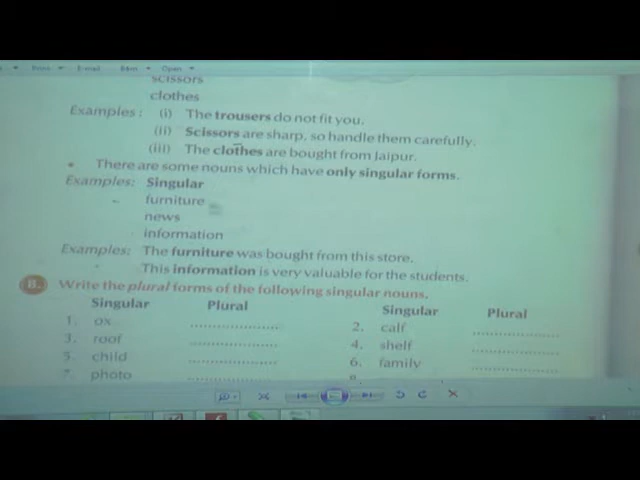 Print E-mail Burn Open
scissors
clothes
Examples : (i) The trousers do not fit you.
(ii) Scissors are sharp, so handle them carefully.
(iii) The clothes are bought from Jaipur.
• There are some nouns which have only singular forms.
Examples: Singular
furniture
news
information
Examples: The furniture was bought from this store.
This information is very valuable for the students.
B. Write the plural forms of the following singular nouns.
Singular Plural Singular Plural
1. ox .................... 2. calf ....................
3. roof .................... 4. shelf ....................
5. child .................... 6. family ....................
7. photo ....................